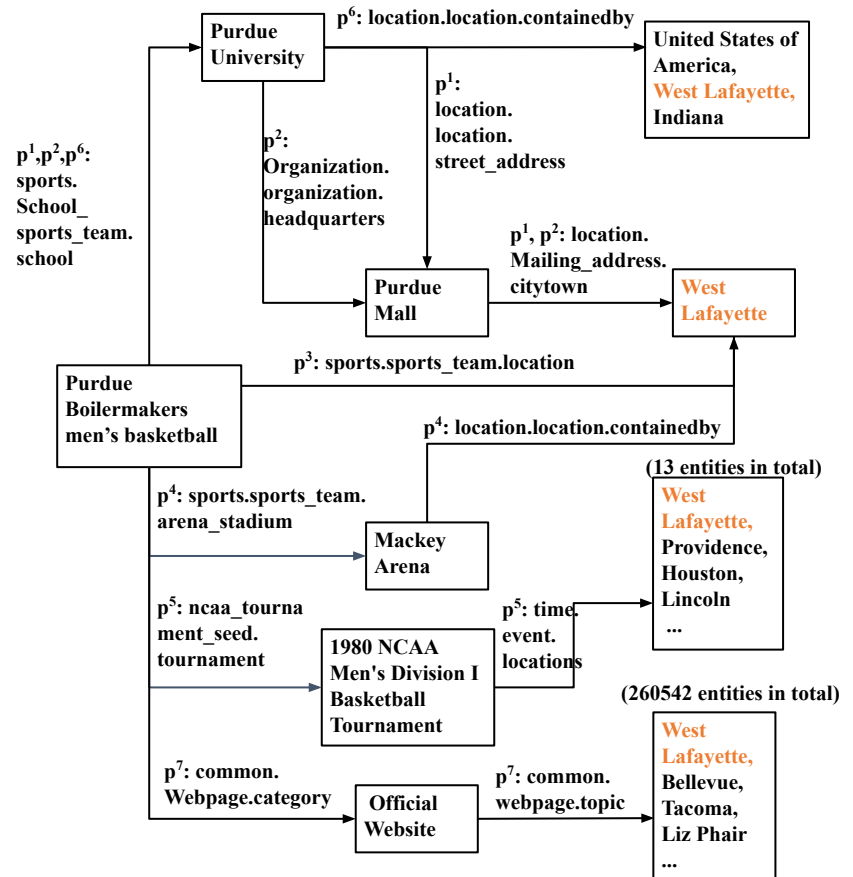 p⁶: location.location.containedby
Purdue
University
United States of
America,
West Lafayette,
Indiana
p¹:
location.
location.
street_address
p²:
Organization.
organization.
headquarters
p¹,p²,p⁶:
sports.
School_
sports_team.
school
p¹, p²: location.
Mailing_address.
citytown
Purdue
Mall
West
Lafayette
p³: sports.sports_team.location
Purdue
Boilermakers
men's basketball
p⁴: location.location.containedby
(13 entities in total)
p⁴: sports.sports_team.
arena_stadium
Mackey
Arena
West
Lafayette,
Providence,
Houston,
Lincoln
...
p⁵: ncaa_tourna
ment_seed.
tournament
p⁵: time.
event.
locations
1980 NCAA
Men's Division I
Basketball
Tournament
(260542 entities in total)
p⁷: common.
Webpage.category
Official
Website
p⁷: common.
webpage.topic
West
Lafayette,
Bellevue,
Tacoma,
Liz Phair
...